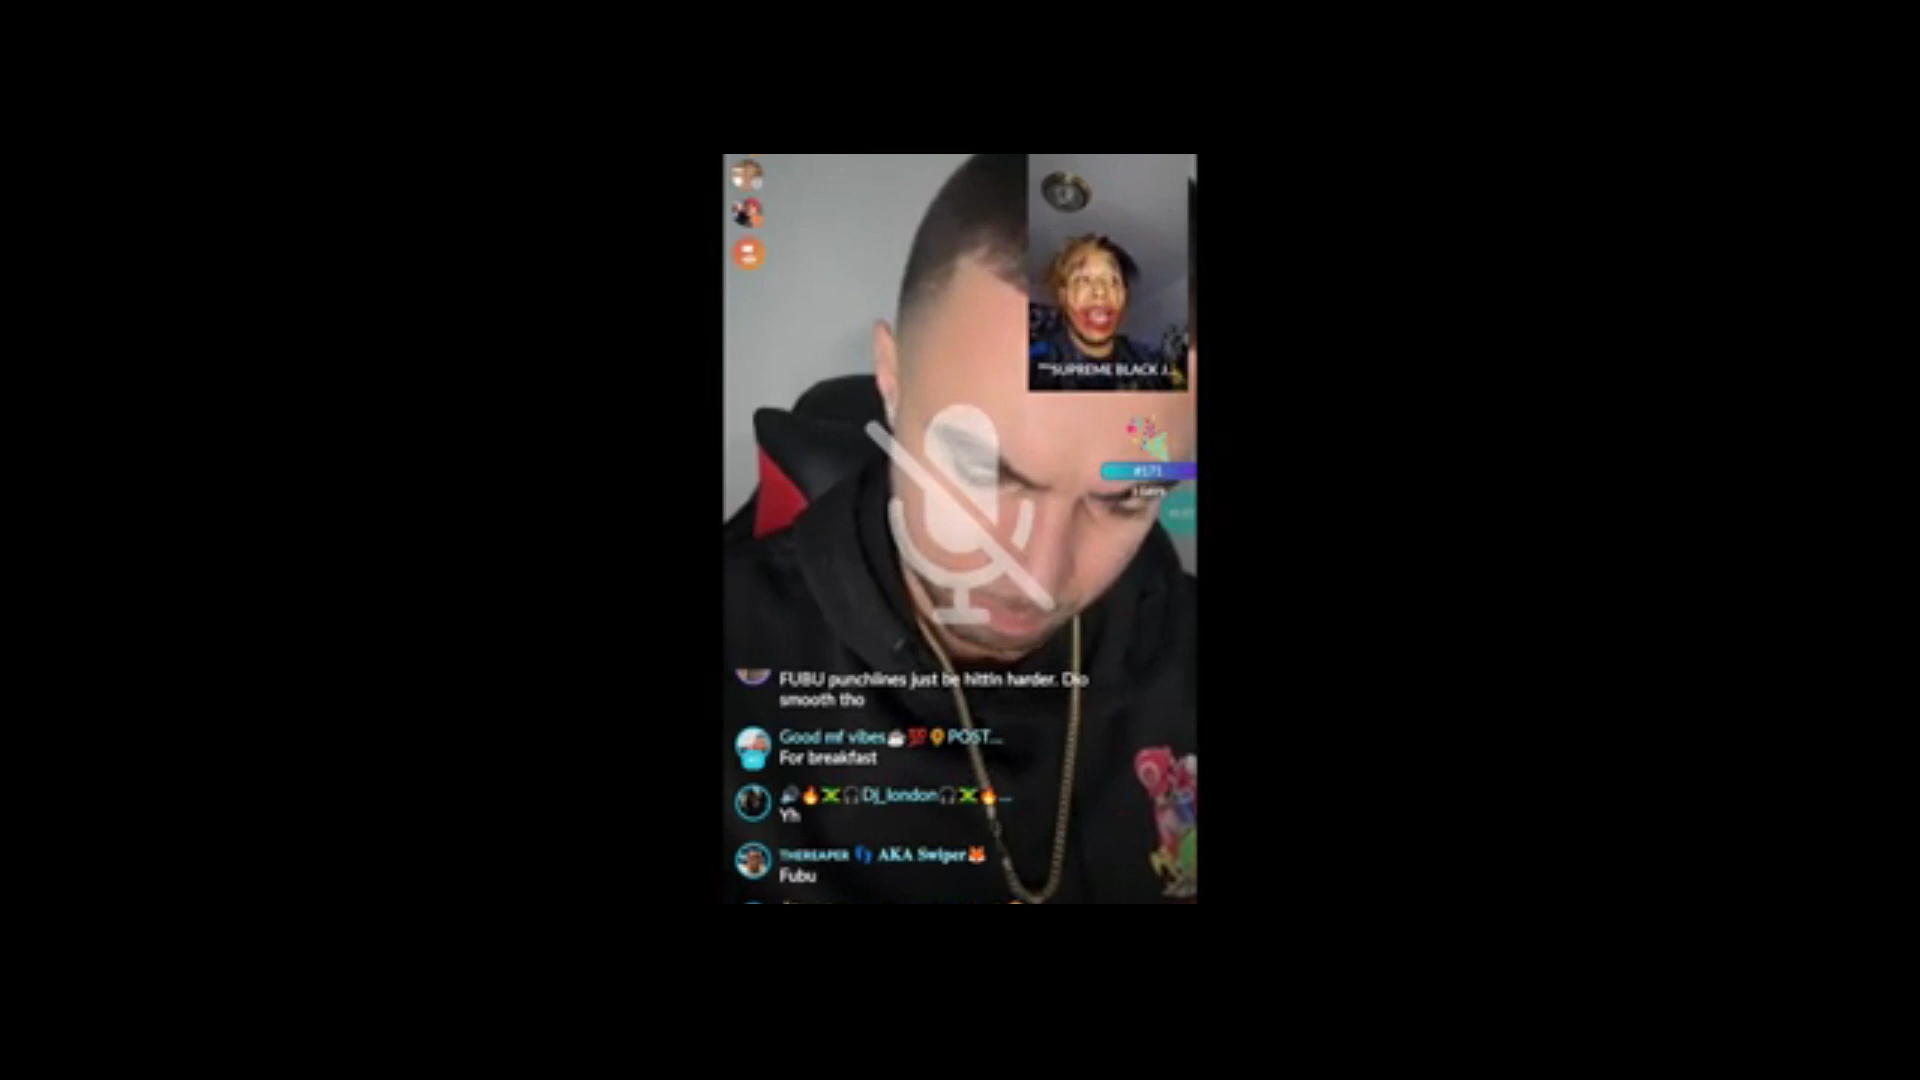 """SUPREME BLACK J...
#171
FUBU punchlines just be hittin harder. Dio
smooth tho
Good mf vibes☕💯🌻POST...
For breakfast
🔊🔥🇯🇲🎧Dj_london🎧🇯🇲🔥...
Yh
THEREAPER 👣 AKA Swiper🦊
Fubu